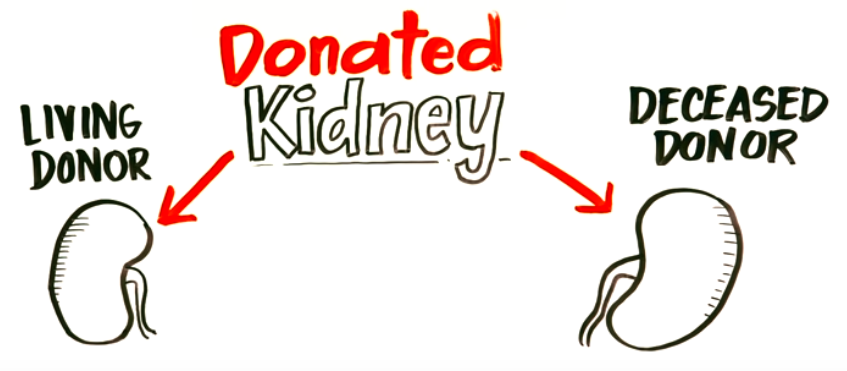 Donated
Kidney
LIVING
DONOR
DECEASED
DONOR